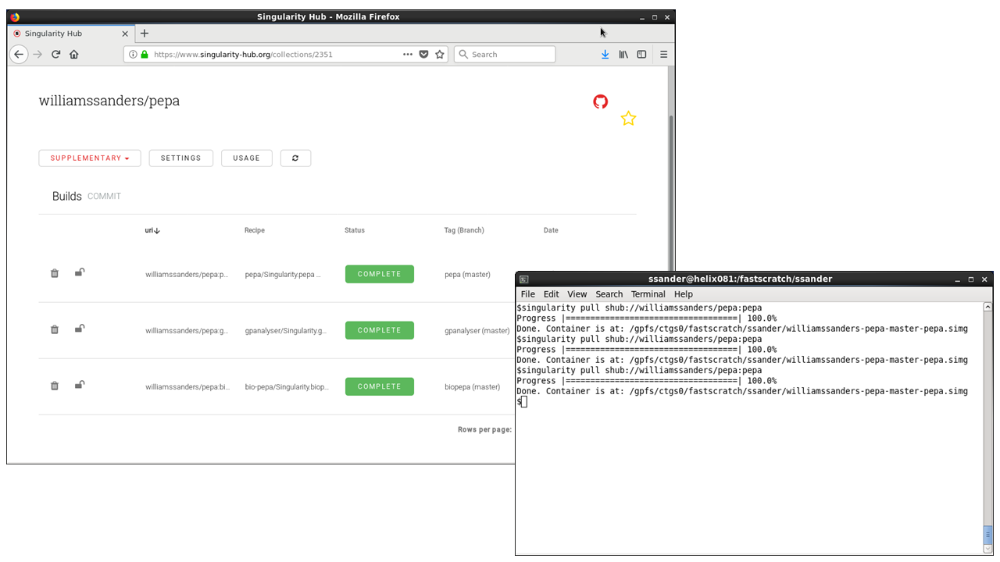 Singularity Hub - Mozilla Firefox
Singularity Hub
https://www.singularity-hub.org/collections/2351
Search
williamssanders/pepa
SUPPLEMENTARY
SETTINGS
USAGE
Builds COMMIT
uri Recipe Status Tag (Branch) Date
williamssanders/pepa:p... pepa/Singularity.pepa ... COMPLETE pepa (master)
williamssanders/pepa:g... gpanalyser/Singularity.g... COMPLETE gpanalyser (master)
williamssanders/pepa:bi... bio-pepa/Singularity.biop... COMPLETE biopepa (master)
Rows per page:
ssander@helix081:/fastscratch/ssander
File Edit View Search Terminal Help
$singularity pull shub://williamssanders/pepa:pepa
Progress |===================================| 100.0%
Done. Container is at: /gpfs/ctgs0/fastscratch/ssander/williamssanders-pepa-master-pepa.simg
$singularity pull shub://williamssanders/pepa:pepa
Progress |===================================| 100.0%
Done. Container is at: /gpfs/ctgs0/fastscratch/ssander/williamssanders-pepa-master-pepa.simg
$singularity pull shub://williamssanders/pepa:pepa
Progress |===================================| 100.0%
Done. Container is at: /gpfs/ctgs0/fastscratch/ssander/williamssanders-pepa-master-pepa.simg
$